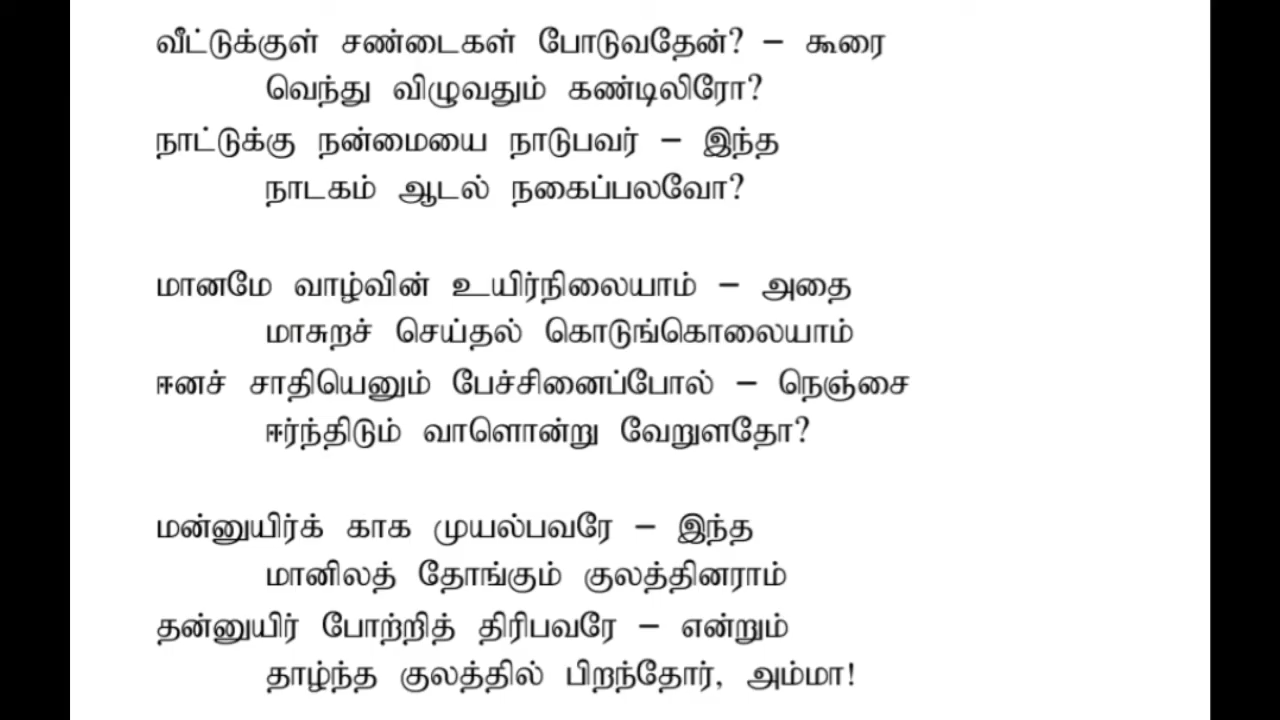 வீட்டுக்குள் சண்டைகள் போடுவதேன்? – கூரை
வெந்து விழுவதும் கண்டிலிரோ?
நாட்டுக்கு நன்மையை நாடுபவர் – இந்த
நாடகம் ஆடல் நகைப்பலவோ?
மானமே வாழ்வின் உயிர்நிலையாம் – அதை
மாசுறச் செய்தல் கொடுங்கொலையாம்
ஈனச் சாதியெனும் பேச்சினைப்போல் – நெஞ்சை
ஈர்ந்திடும் வாளொன்று வேறுளதோ?
மன்னுயிர்க் காக முயல்பவரே – இந்த
மானிலத் தோங்கும் குலத்தினராம்
தன்னுயிர் போற்றித் திரிபவரே – என்றும்
தாழ்ந்த குலத்தில் பிறந்தோர், அம்மா!